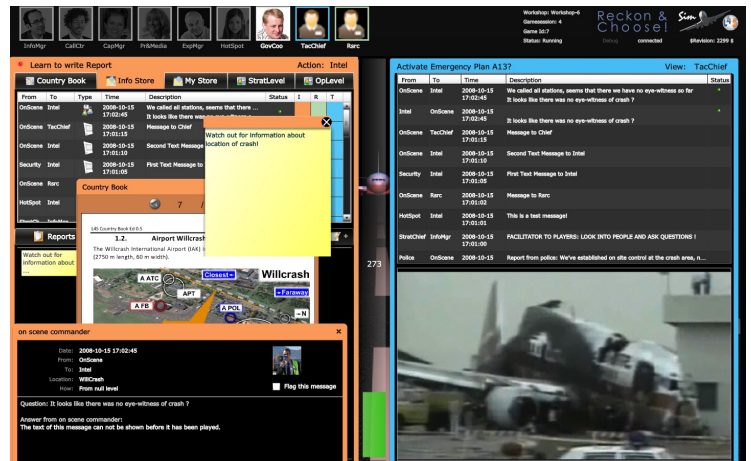 InfoMgr CallCtr CapMgr Pr&Media ExpMgr HotSpot GovCoo TacChief Rsrc
Workshop: Workshop-6
Gamesession: 4
Game Id:7
Status: Running
Reckon &
Choose!
Debug connected
Sim
$Revision: 2299 $
Learn to write Report Action: Intel
Country Book Info Store My Store StratLevel OpLevel
From To Type Time Description Status I R T
OnScene Intel 2008-10-15 17:02:45 We called all stations, seems that there ...
It looks like there was no eye-witness of
OnScene TacChief 2008-10-15 17:01:15 Message to Chief
OnScene Intel 2008-10-15 17:01:10 Second Text Message
Security Intel 2008-10-15 17:01:05 First Text Message to
OnScene Rsrc
HotSpot Intel
StratCh InfoMgr
Watch out for information about
location of crash!
Country Book
7 /
IJ4S Country Book Ed 0.5
1.2. Airport Willcrash
The Willcrash International Airport (IAK) i
(2750 m length, 60 m width).
Closest
Willcrash
A ATC
Faraway
APT
A FB
A POL
N
Reports
Watch out for
information about
...
on scene commander x
Date: 2008-10-15 17:02:45
From: OnScene
To: Intel
Location: WillCrash
How: From null level
Flag this message
Question: It looks like there was no eye-witness of crash ?
Answer from on scene commander:
The text of this message can not be shown before it has been played.
273
Activate Emergency Plan A13? View: TacChief
From To Time Description Status
OnScene Intel 2008-10-15 17:02:45 We called all stations, seems that there we have no eye-witness so far
It looks like there was no eye-witness of crash ?
Intel OnScene 2008-10-15 17:02:45
It looks like there was no eye-witness of crash ?
OnScene TacChief 2008-10-15 17:01:15 Message to Chief
OnScene Intel 2008-10-15 17:01:10 Second Text Message to Intel
Security Intel 2008-10-15 17:01:05 First Text Message to Intel
OnScene Rsrc 2008-10-15 17:01:02 Message to Rsrc
HotSpot Intel 2008-10-15 17:01:01 This is a test message!
StratChief InfoMgr 2008-10-15 17:01:00 FACILITATOR TO PLAYERS: LOOK INTO PEOPLE AND ASK QUESTIONS !
Police OnScene 2008-10-15 Report from police: We've established on site control at the crash area, n...